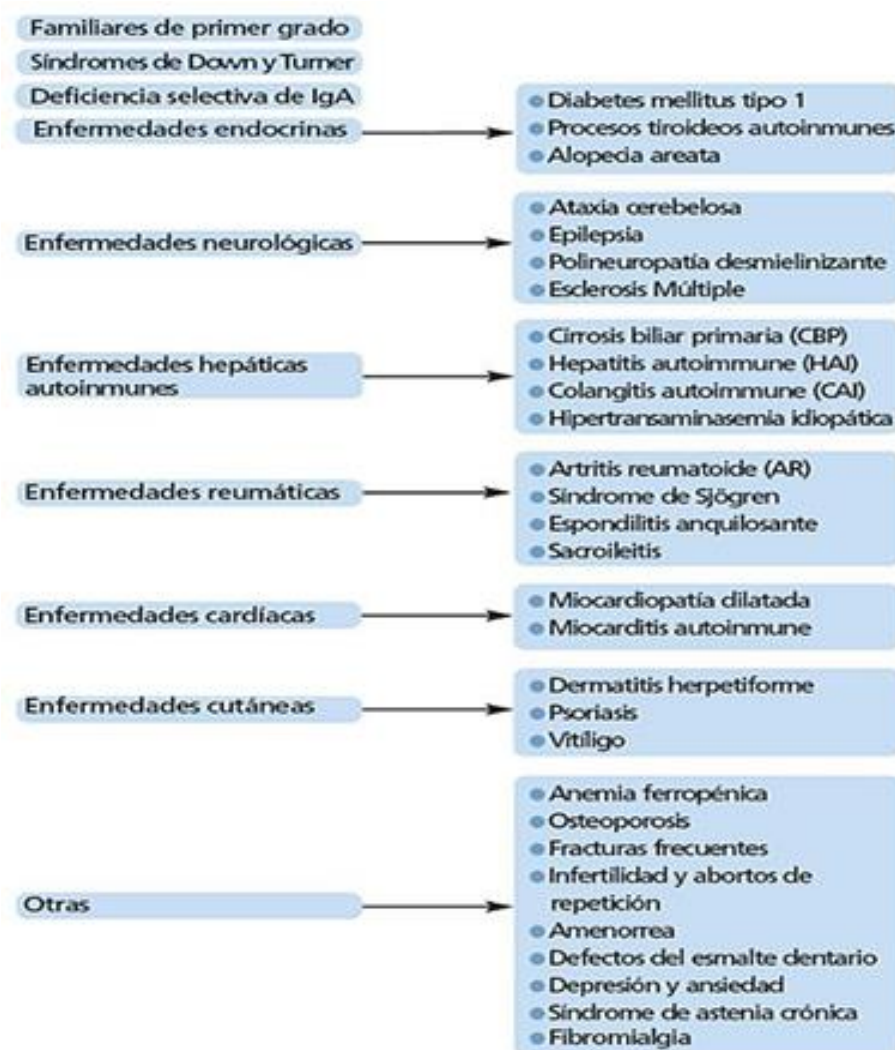 Familiares de primer grado
Síndromes de Down y Turner
Deficiencia selectiva de IgA
Enfermedades endocrinas
Diabetes mellitus tipo 1
Procesos tiroideos autoinmunes
Alopecia areata
Enfermedades neurológicas
Ataxia cerebelosa
Epilepsia
Polineuropatía desmielinizante
Esclerosis Múltiple
Enfermedades hepáticas
autoinmunes
Cirrosis biliar primaria (CBP)
Hepatitis autoimmune (HAI)
Colangitis autoimmune (CAI)
Hipertransaminasemia idiopática
Enfermedades reumáticas
Artritis reumatoide (AR)
Síndrome de Sjögren
Espondilitis anquilosante
Sacroileitis
Enfermedades cardíacas
Miocardiopatía dilatada
Miocarditis autoinmune
Enfermedades cutáneas
Dermatitis herpetiforme
Psoriasis
Vitíligo
Otras
Anemia ferropénica
Osteoporosis
Fracturas frecuentes
Infertilidad y abortos de
repetición
Amenorrea
Defectos del esmalte dentario
Depresión y ansiedad
Síndrome de astenia crónica
Fibromialgia